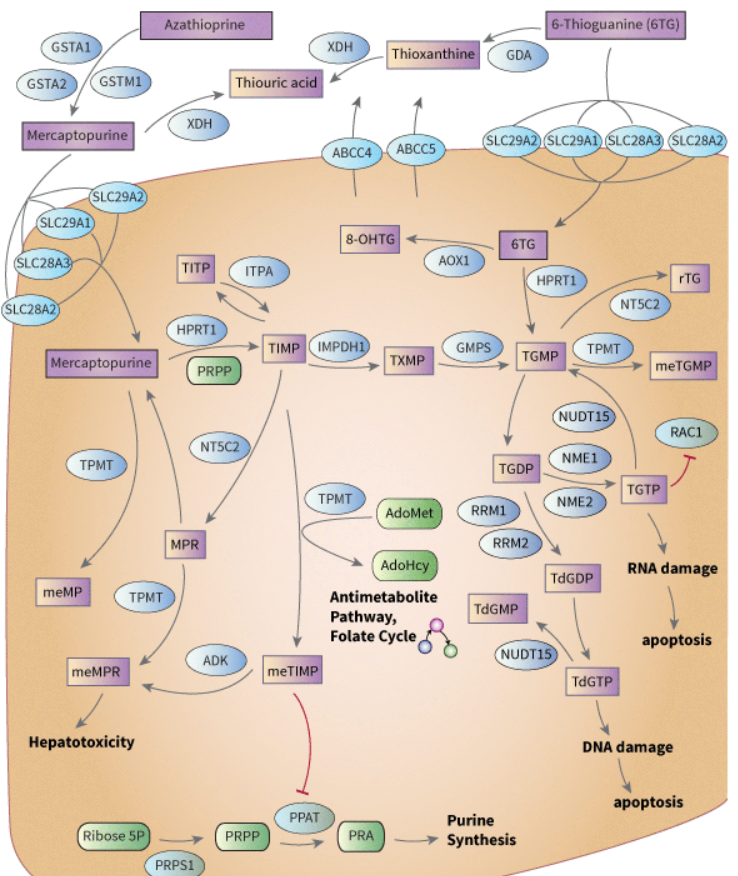 Azathioprine
6-Thioguanine (6TG)
GSTA1
XDH
Thioxanthine
GDA
GSTA2
GSTM1
Thiouric acid
Mercaptopurine
XDH
ABCC4
ABCC5
SLC29A2
SLC29A1
SLC28A3
SLC28A2
SLC29A2
SLC29A1
SLC28A3
SLC28A2
8-OHTG
6TG
AOX1
TITP
ITPA
HPRT1
rTG
NT5C2
HPRT1
Mercaptopurine
PRPP
TIMP
IMPDH1
TXMP
GMPS
TGMP
TPMT
meTGMP
NUDT15
RAC1
NT5C2
TPMT
TGDP
NME1
NME2
TGTP
TPMT
AdoMet
RRM1
RRM2
MPR
AdoHcy
RNA damage
meMP
TPMT
Antimetabolite
Pathway,
Folate Cycle
TdGDP
TdGMP
apoptosis
meMPR
ADK
meTIMP
NUDT15
TdGTP
Hepatotoxicity
DNA damage
apoptosis
Ribose 5P
PRPP
PPAT
PRA
Purine
Synthesis
PRPS1